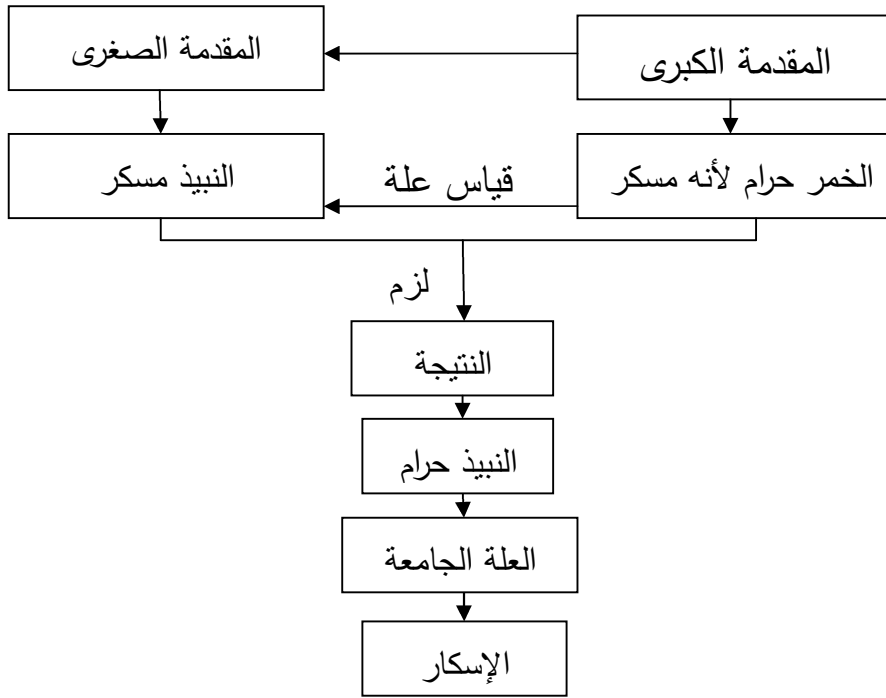 المقدمة الكبرى
المقدمة الصغرى
الخمر حرام لأنه مسكر
قياس علة
النبيذ مسكر
لزم
النتيجة
النبيذ حرام
العلة الجامعة
الإسكار